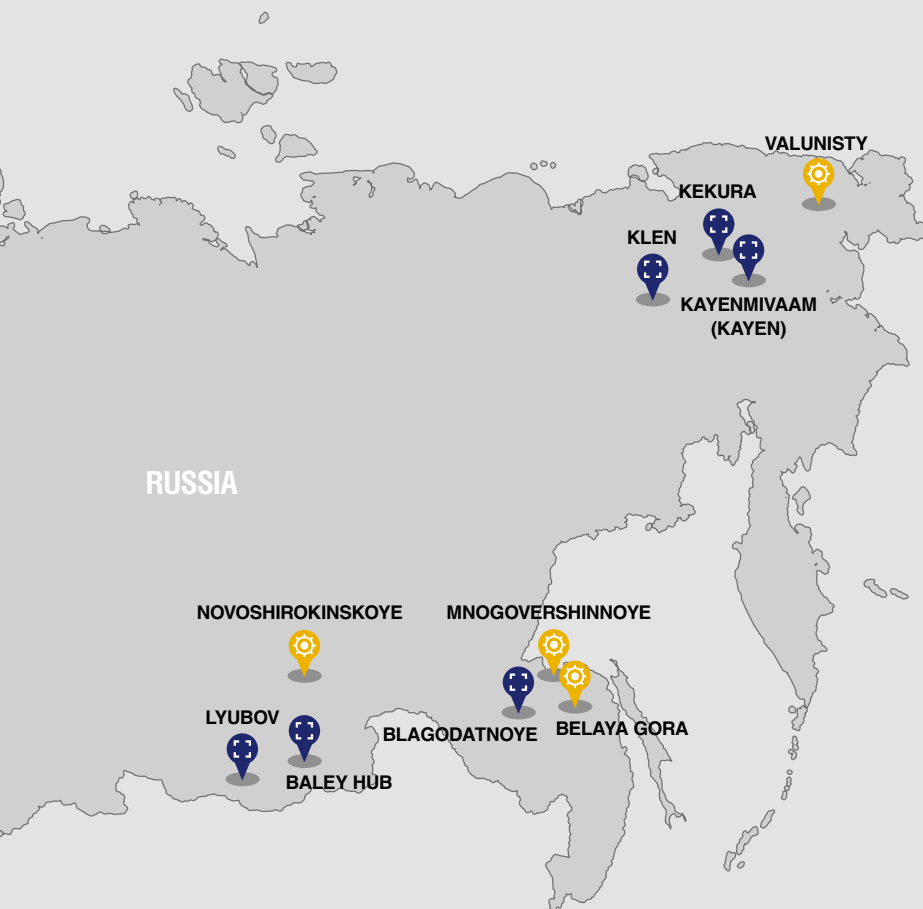 VALUNISTY
KEKURA
KLEN
KAYENMIVAAM
(KAYEN)
RUSSIA
NOVOSHIROKINSKOYE
MNOGOVERSHINNOYE
LYUBOV
BLAGODATNOYE
BELAYA GORA
BALEY HUB